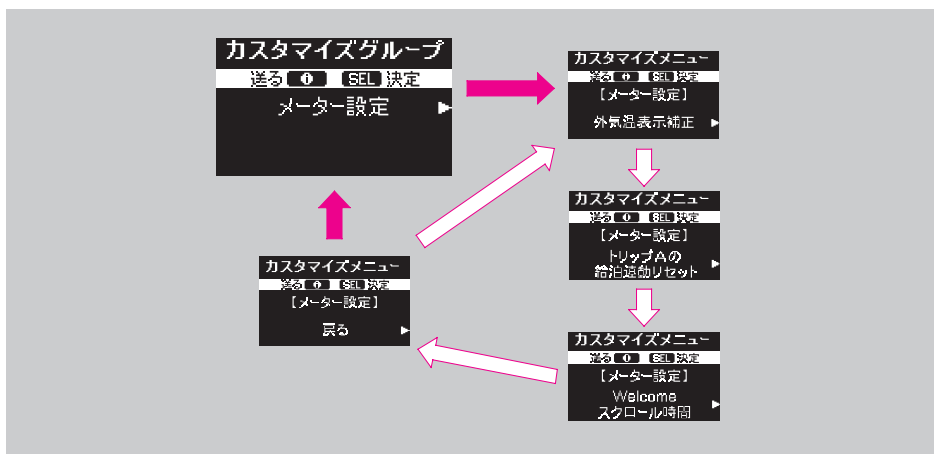 カスタマイズグループ
送る i SEL 決定
メーター設定
カスタマイズメニュー
送る i SEL 決定
【メーター設定】
外気温表示補正
カスタマイズメニュー
送る i SEL 決定
【メーター設定】
トリップAの
給油連動リセット
カスタマイズメニュー
送る i SEL 決定
【メーター設定】
Welcome
スクロール時間
カスタマイズメニュー
送る i SEL 決定
【メーター設定】
戻る